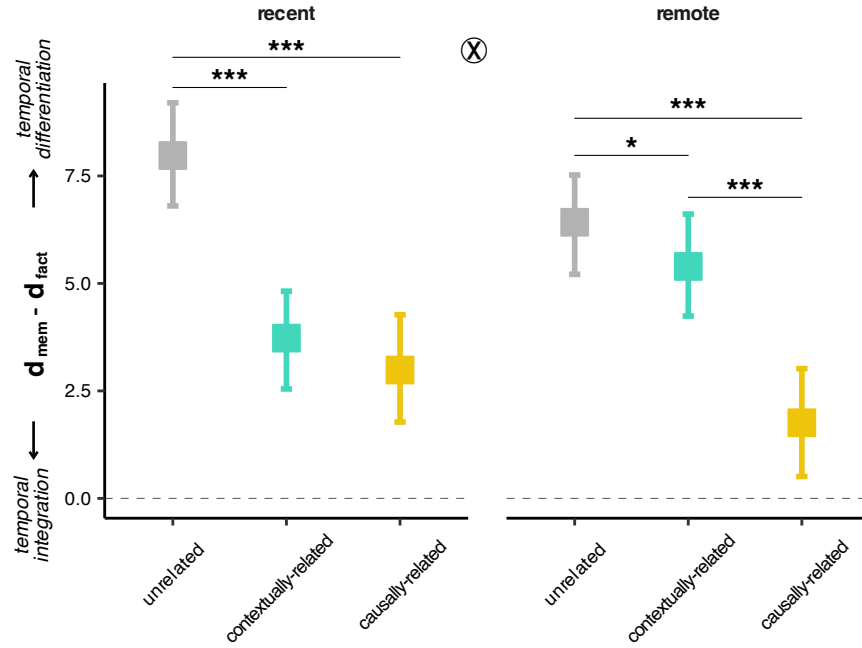 recent
remote
Ⓧ
***
***
***
*
***
temporal
differentiation
d mem - d fact
temporal
integration
7.5
5.0
2.5
0.0
unrelated
contextually-related
causally-related
unrelated
contextually-related
causally-related